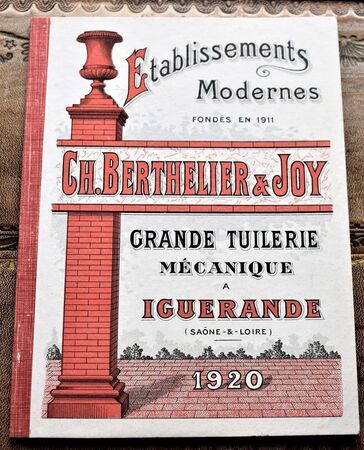 Etablissements
Modernes
FONDÉS EN 1911
CH. BERTHELIER & JOY
GRANDE TUILERIE
MÉCANIQUE
A
IGUERANDE
(SAÔNE-&-LOIRE)
1920